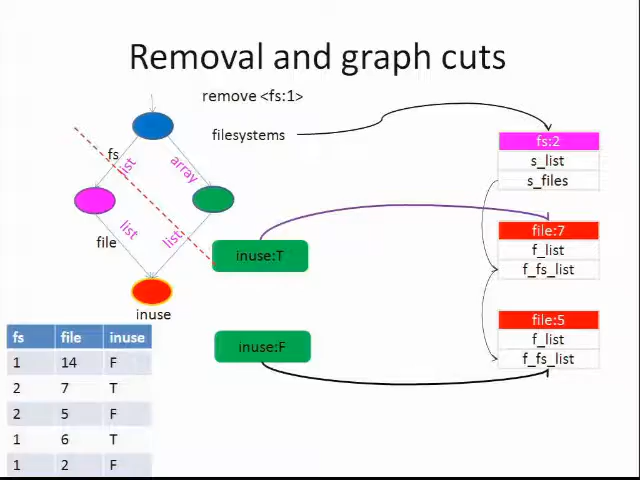 Removal and graph cuts
remove <fs:1>
filesystems
fs
list
array
list
list
file
inuse
inuse:T
inuse:F
fs:2
s_list
s_files
file:7
f_list
f_fs_list
file:5
f_list
f_fs_list
fs file inuse
1 14 F
2 7 T
2 5 F
1 6 T
1 2 F